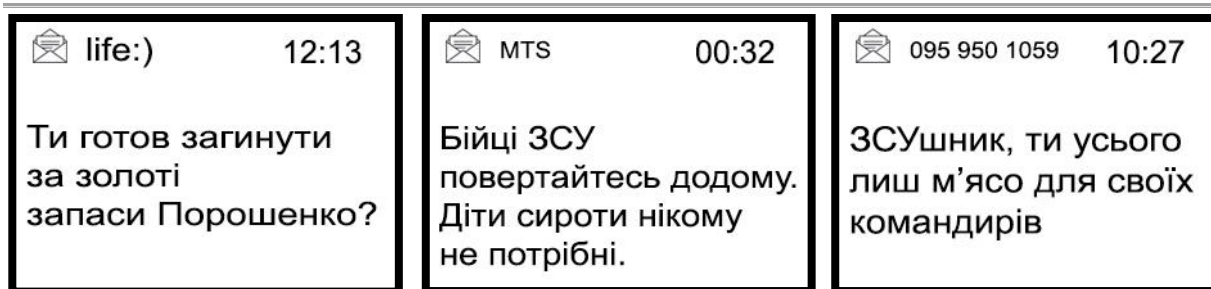 life:) 12:13
Ти готов загинути
за золоті
запаси Порошенко?
MTS 00:32
Бійці ЗСУ
повертайтесь додому.
Діти сироти нікому
не потрібні.
095 950 1059 10:27
ЗСУшник, ти усього
лиш м’ясо для своїх
командирів